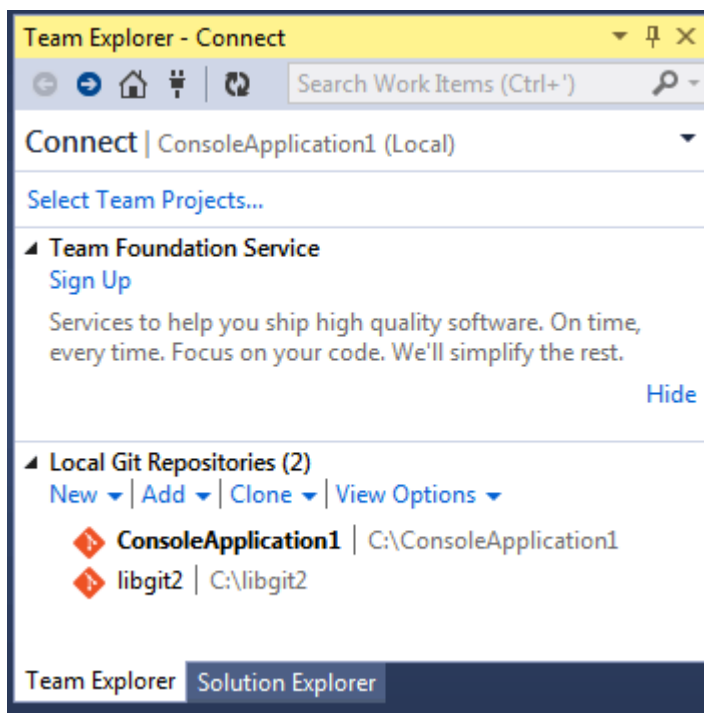 Team Explorer - Connect
Search Work Items (Ctrl+')
Connect | ConsoleApplication1 (Local)
Select Team Projects...
Team Foundation Service
Sign Up
Services to help you ship high quality software. On time,
every time. Focus on your code. We'll simplify the rest.
Hide
Local Git Repositories (2)
New | Add | Clone | View Options
ConsoleApplication1 | C:\ConsoleApplication1
libgit2 | C:\libgit2
Team Explorer Solution Explorer